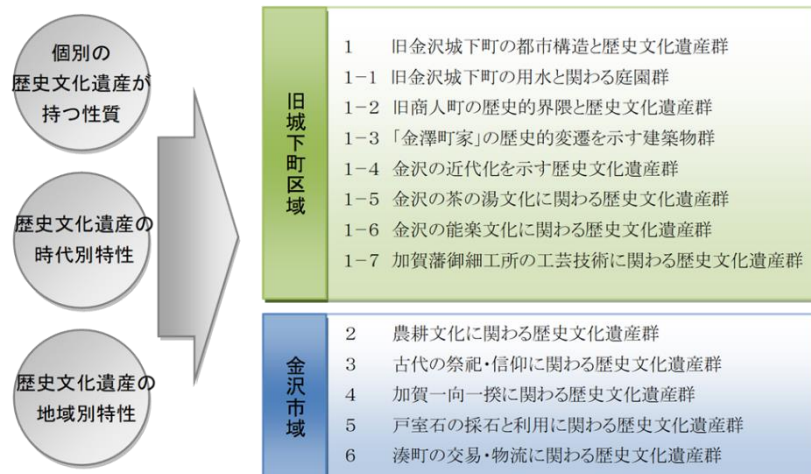 個別の
歴史文化遺産が
持つ性質
歴史文化遺産の
時代別特性
歴史文化遺産の
地域別特性
旧城下町区域
1 旧金沢城下町の都市構造と歴史文化遺産群
1-1 旧金沢城下町の用水と関わる庭園群
1-2 旧商人町の歴史的界隈と歴史文化遺産群
1-3 「金澤町家」の歴史的変遷を示す建築物群
1-4 金沢の近代化を示す歴史文化遺産群
1-5 金沢の茶の湯文化に関わる歴史文化遺産群
1-6 金沢の能楽文化に関わる歴史文化遺産群
1-7 加賀藩御細工所の工芸技術に関わる歴史文化遺産群
金沢市域
2 農耕文化に関わる歴史文化遺産群
3 古代の祭祀・信仰に関わる歴史文化遺産群
4 加賀一向一揆に関わる歴史文化遺産群
5 戸室石の採石と利用に関わる歴史文化遺産群
6 湊町の交易・物流に関わる歴史文化遺産群